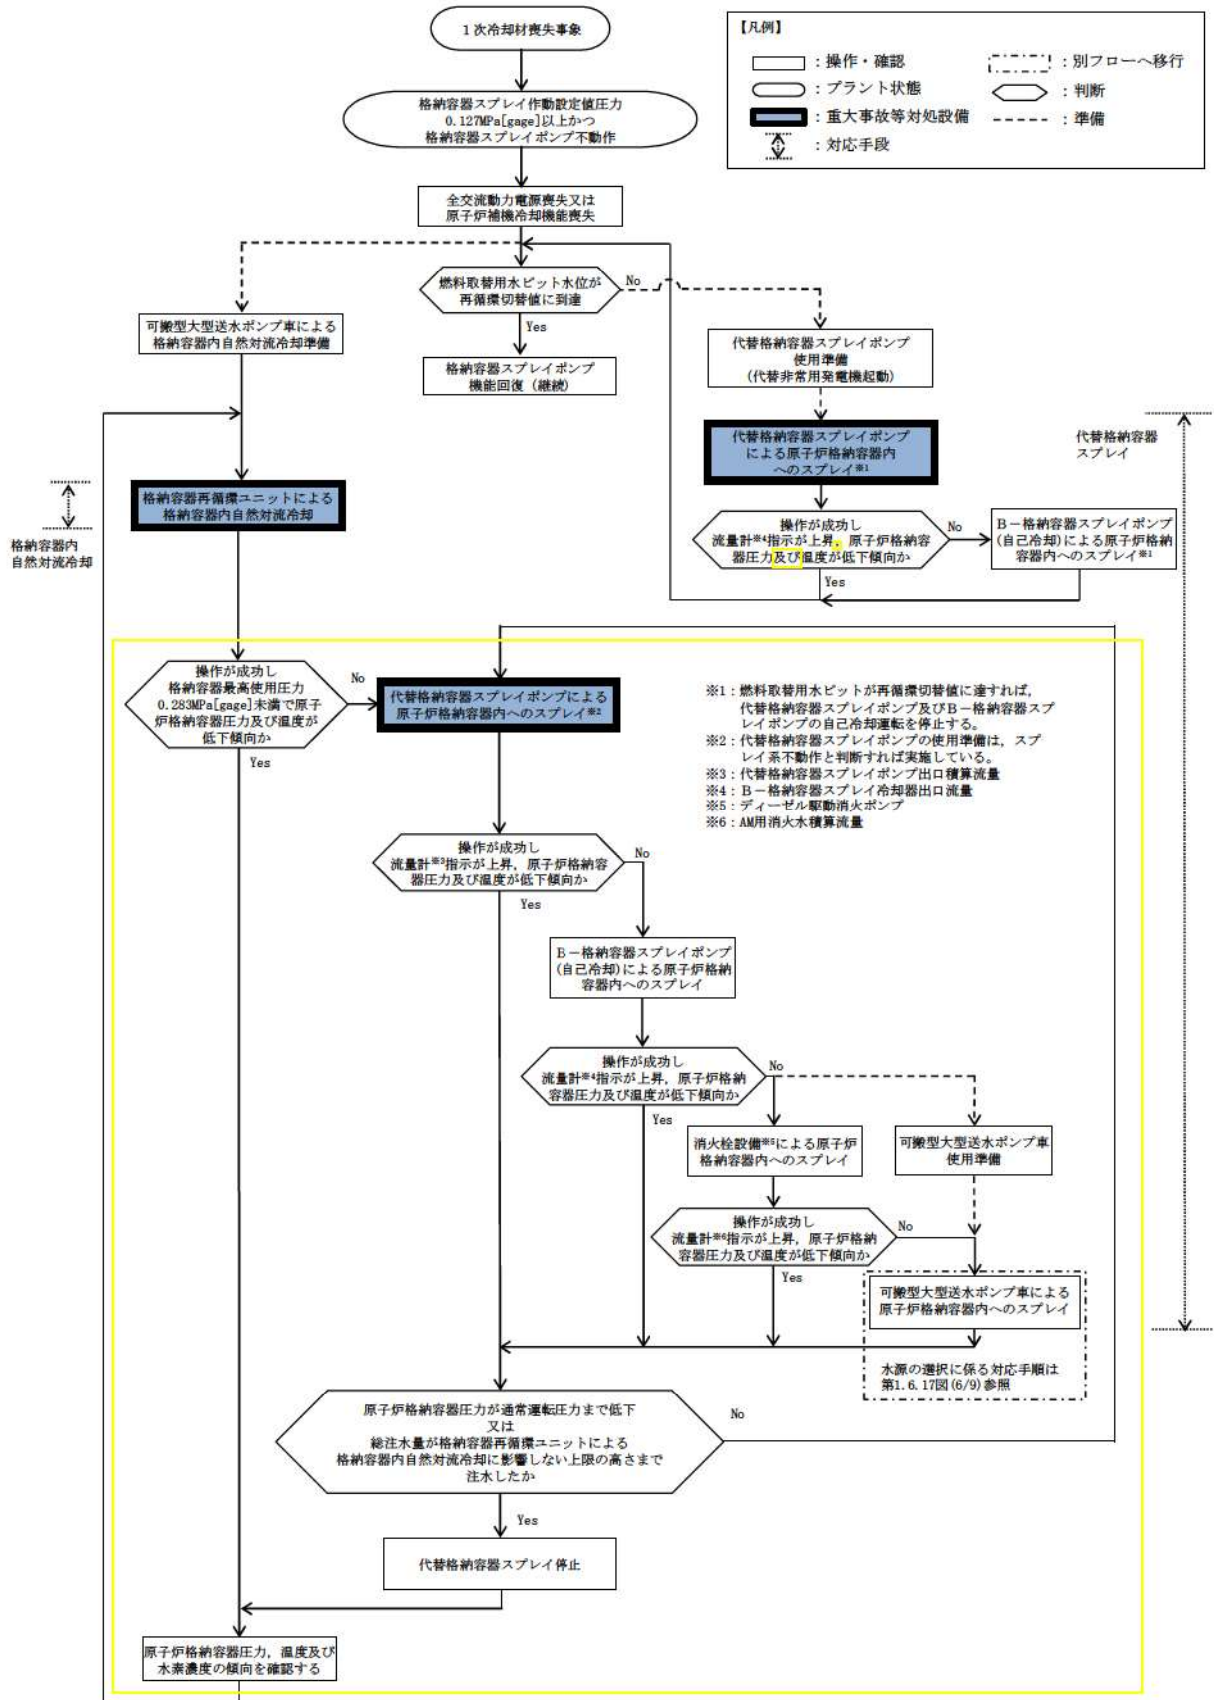 1次冷却材喪失事象
格納容器スプレイ作動設定値圧力
0.127MPa[gage]以上かつ
格納容器スプレイポンプ不動作
全交流動力電源喪失又は
原子炉補機冷却機能喪失
【凡例】
：操作・確認
：プラント状態
：重大事故等対処設備
：対応手段
：別フローへ移行
：判断
：準備
燃料取替用水ピット水位が
再循環切替値に到達
No
Yes
格納容器スプレイポンプ
機能回復（継続）
可搬型大型送水ポンプ車による
格納容器内自然対流冷却準備
代替格納容器スプレイポンプ
使用準備
(代替非常用発電機起動)
代替格納容器スプレイポンプ
による原子炉格納容器内
へのスプレイ※1
代替格納容器
スプレイ
格納容器再循環ユニットによる
格納容器内自然対流冷却
格納容器内
自然対流冷却
操作が成功し
流量計※4指示が上昇，原子炉格納容
器圧力及び温度が低下傾向か
No
Yes
B－格納容器スプレイポンプ
(自己冷却)による原子炉格納
容器内へのスプレイ※1
操作が成功し
格納容器最高使用圧力
0.283MPa[gage]未満で原子
炉格納容器圧力及び温度が
低下傾向か
No
Yes
代替格納容器スプレイポンプによる
原子炉格納容器内へのスプレイ※2
※1：燃料取替用水ピットが再循環切替値に達すれば，
代替格納容器スプレイポンプ及びB－格納容器スプ
レイポンプの自己冷却運転を停止する。
※2：代替格納容器スプレイポンプの使用準備は，スプ
レイ系不動作と判断すれば実施している。
※3：代替格納容器スプレイポンプ出口積算流量
※4：B－格納容器スプレイ冷却器出口流量
※5：ディーゼル駆動消火ポンプ
※6：AM用消火水積算流量
操作が成功し
流量計※3指示が上昇，原子炉格納容
器圧力及び温度が低下傾向か
No
Yes
B－格納容器スプレイポンプ
(自己冷却)による原子炉格納
容器内へのスプレイ
操作が成功し
流量計※4指示が上昇，原子炉格納
容器圧力及び温度が低下傾向か
No
Yes
消火栓設備※5による原子炉
格納容器内へのスプレイ
可搬型大型送水ポンプ車
使用準備
操作が成功し
流量計※6指示が上昇，原子炉格納
容器圧力及び温度が低下傾向か
No
Yes
可搬型大型送水ポンプ車による
原子炉格納容器内へのスプレイ
水源の選択に係る対応手順は
第1.6.17図(6/9)参照
原子炉格納容器圧力が通常運転圧力まで低下
又は
総注水量が格納容器再循環ユニットによる
格納容器内自然対流冷却に影響しない上限の高さまで
注水したか
No
Yes
代替格納容器スプレイ停止
原子炉格納容器圧力，温度及び
水素濃度の傾向を確認する